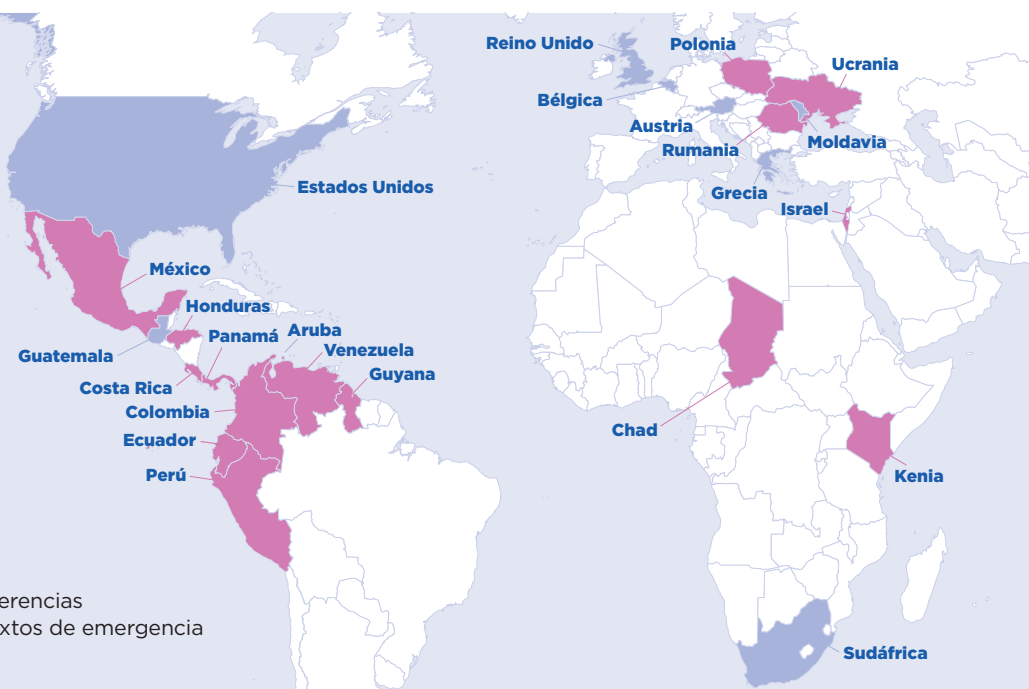 Reino Unido
Polonia
Ucrania
Bélgica
Austria
Moldavia
Rumania
Estados Unidos
Grecia
Israel
México
Honduras
Panamá
Aruba
Venezuela
Guatemala
Guyana
Costa Rica
Colombia
Ecuador
Chad
Perú
Kenia
erencias
xtos de emergencia
Sudáfrica